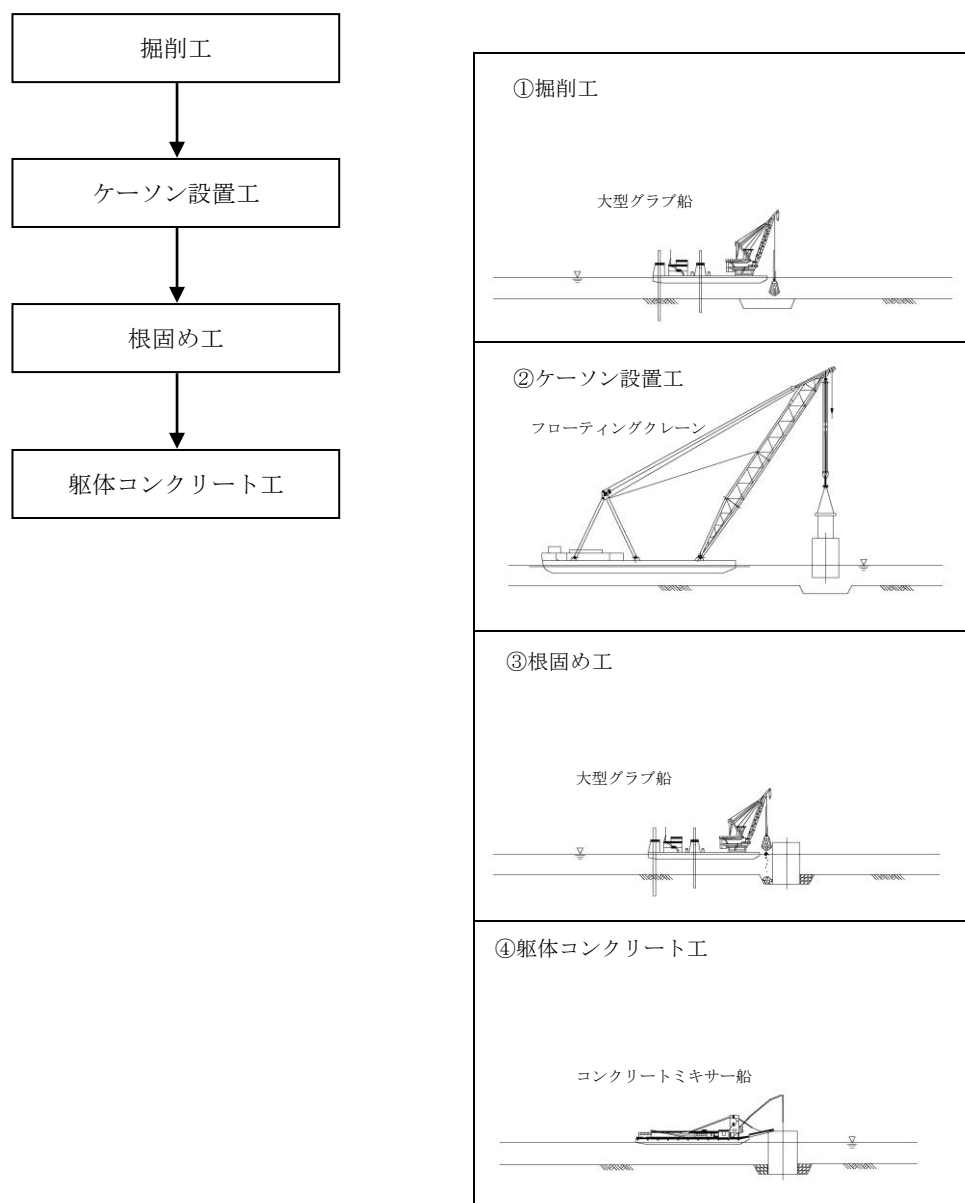 掘削工
ケーソン設置工
根固め工
躯体コンクリート工
①掘削工
大型グラブ船
②ケーソン設置工
フローティングクレーン
③根固め工
大型グラブ船
④躯体コンクリート工
コンクリートミキサー船